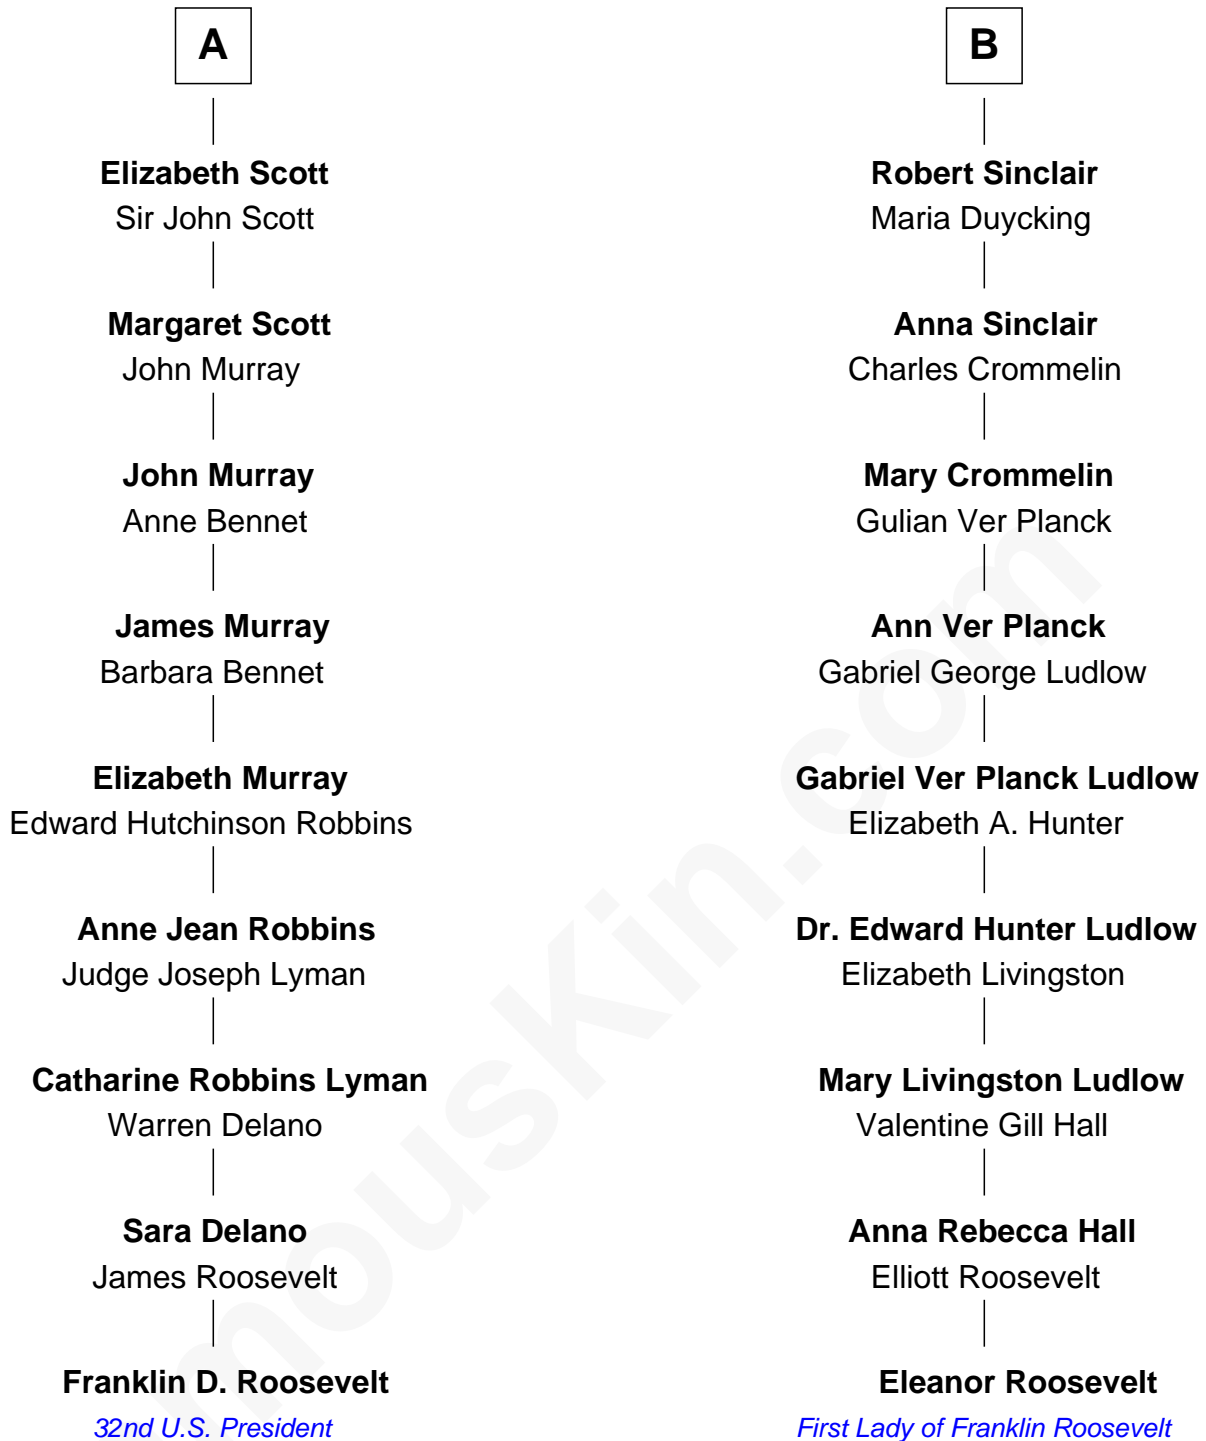 A
Elizabeth Scott
Sir John Scott
Margaret Scott
John Murray
John Murray
Anne Bennet
James Murray
Barbara Bennet
Elizabeth Murray
Edward Hutchinson Robbins
Anne Jean Robbins
Judge Joseph Lyman
Catharine Robbins Lyman
Warren Delano
Sara Delano
James Roosevelt
Franklin D. Roosevelt
32nd U.S. President
B
Robert Sinclair
Maria Duycking
Anna Sinclair
Charles Crommelin
Mary Crommelin
Gulian Ver Planck
Ann Ver Planck
Gabriel George Ludlow
Gabriel Ver Planck Ludlow
Elizabeth A. Hunter
Dr. Edward Hunter Ludlow
Elizabeth Livingston
Mary Livingston Ludlow
Valentine Gill Hall
Anna Rebecca Hall
Elliott Roosevelt
Eleanor Roosevelt
First Lady of Franklin Roosevelt
mousKin.com